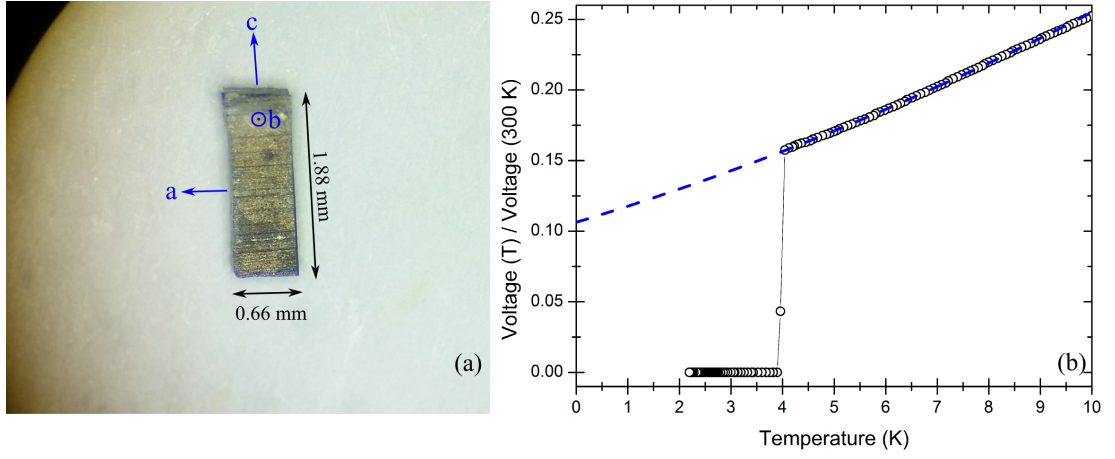 c
b
a
1.88 mm
0.66 mm
(a)
Voltage (T) / Voltage (300 K)
0.25
0.20
0.15
0.10
0.05
0.00
0 1 2 3 4 5 6 7 8 9 10
Temperature (K)
(b)